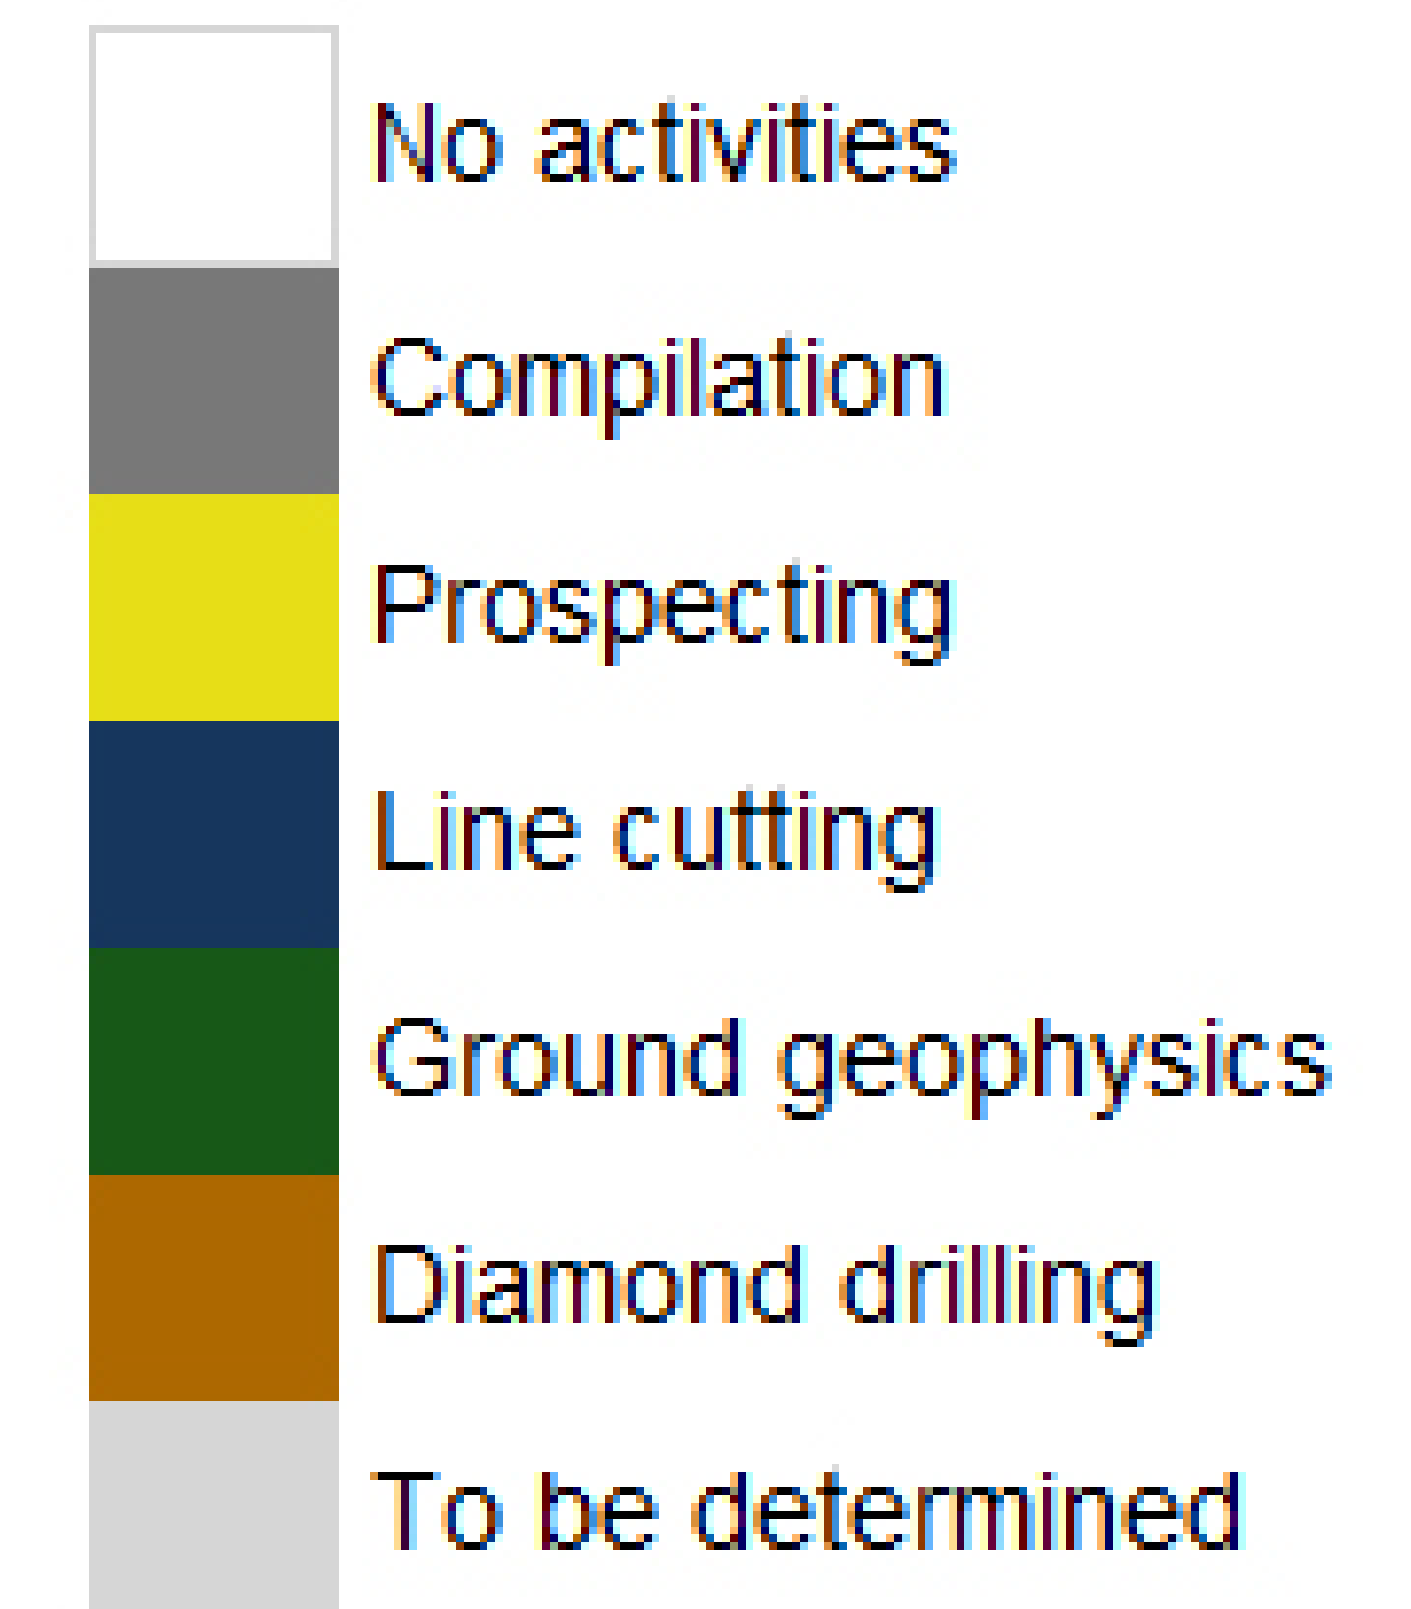 No activities
Compilation
Prospecting
Line cutting
Ground geophysics
Diamond drilling
To be determined